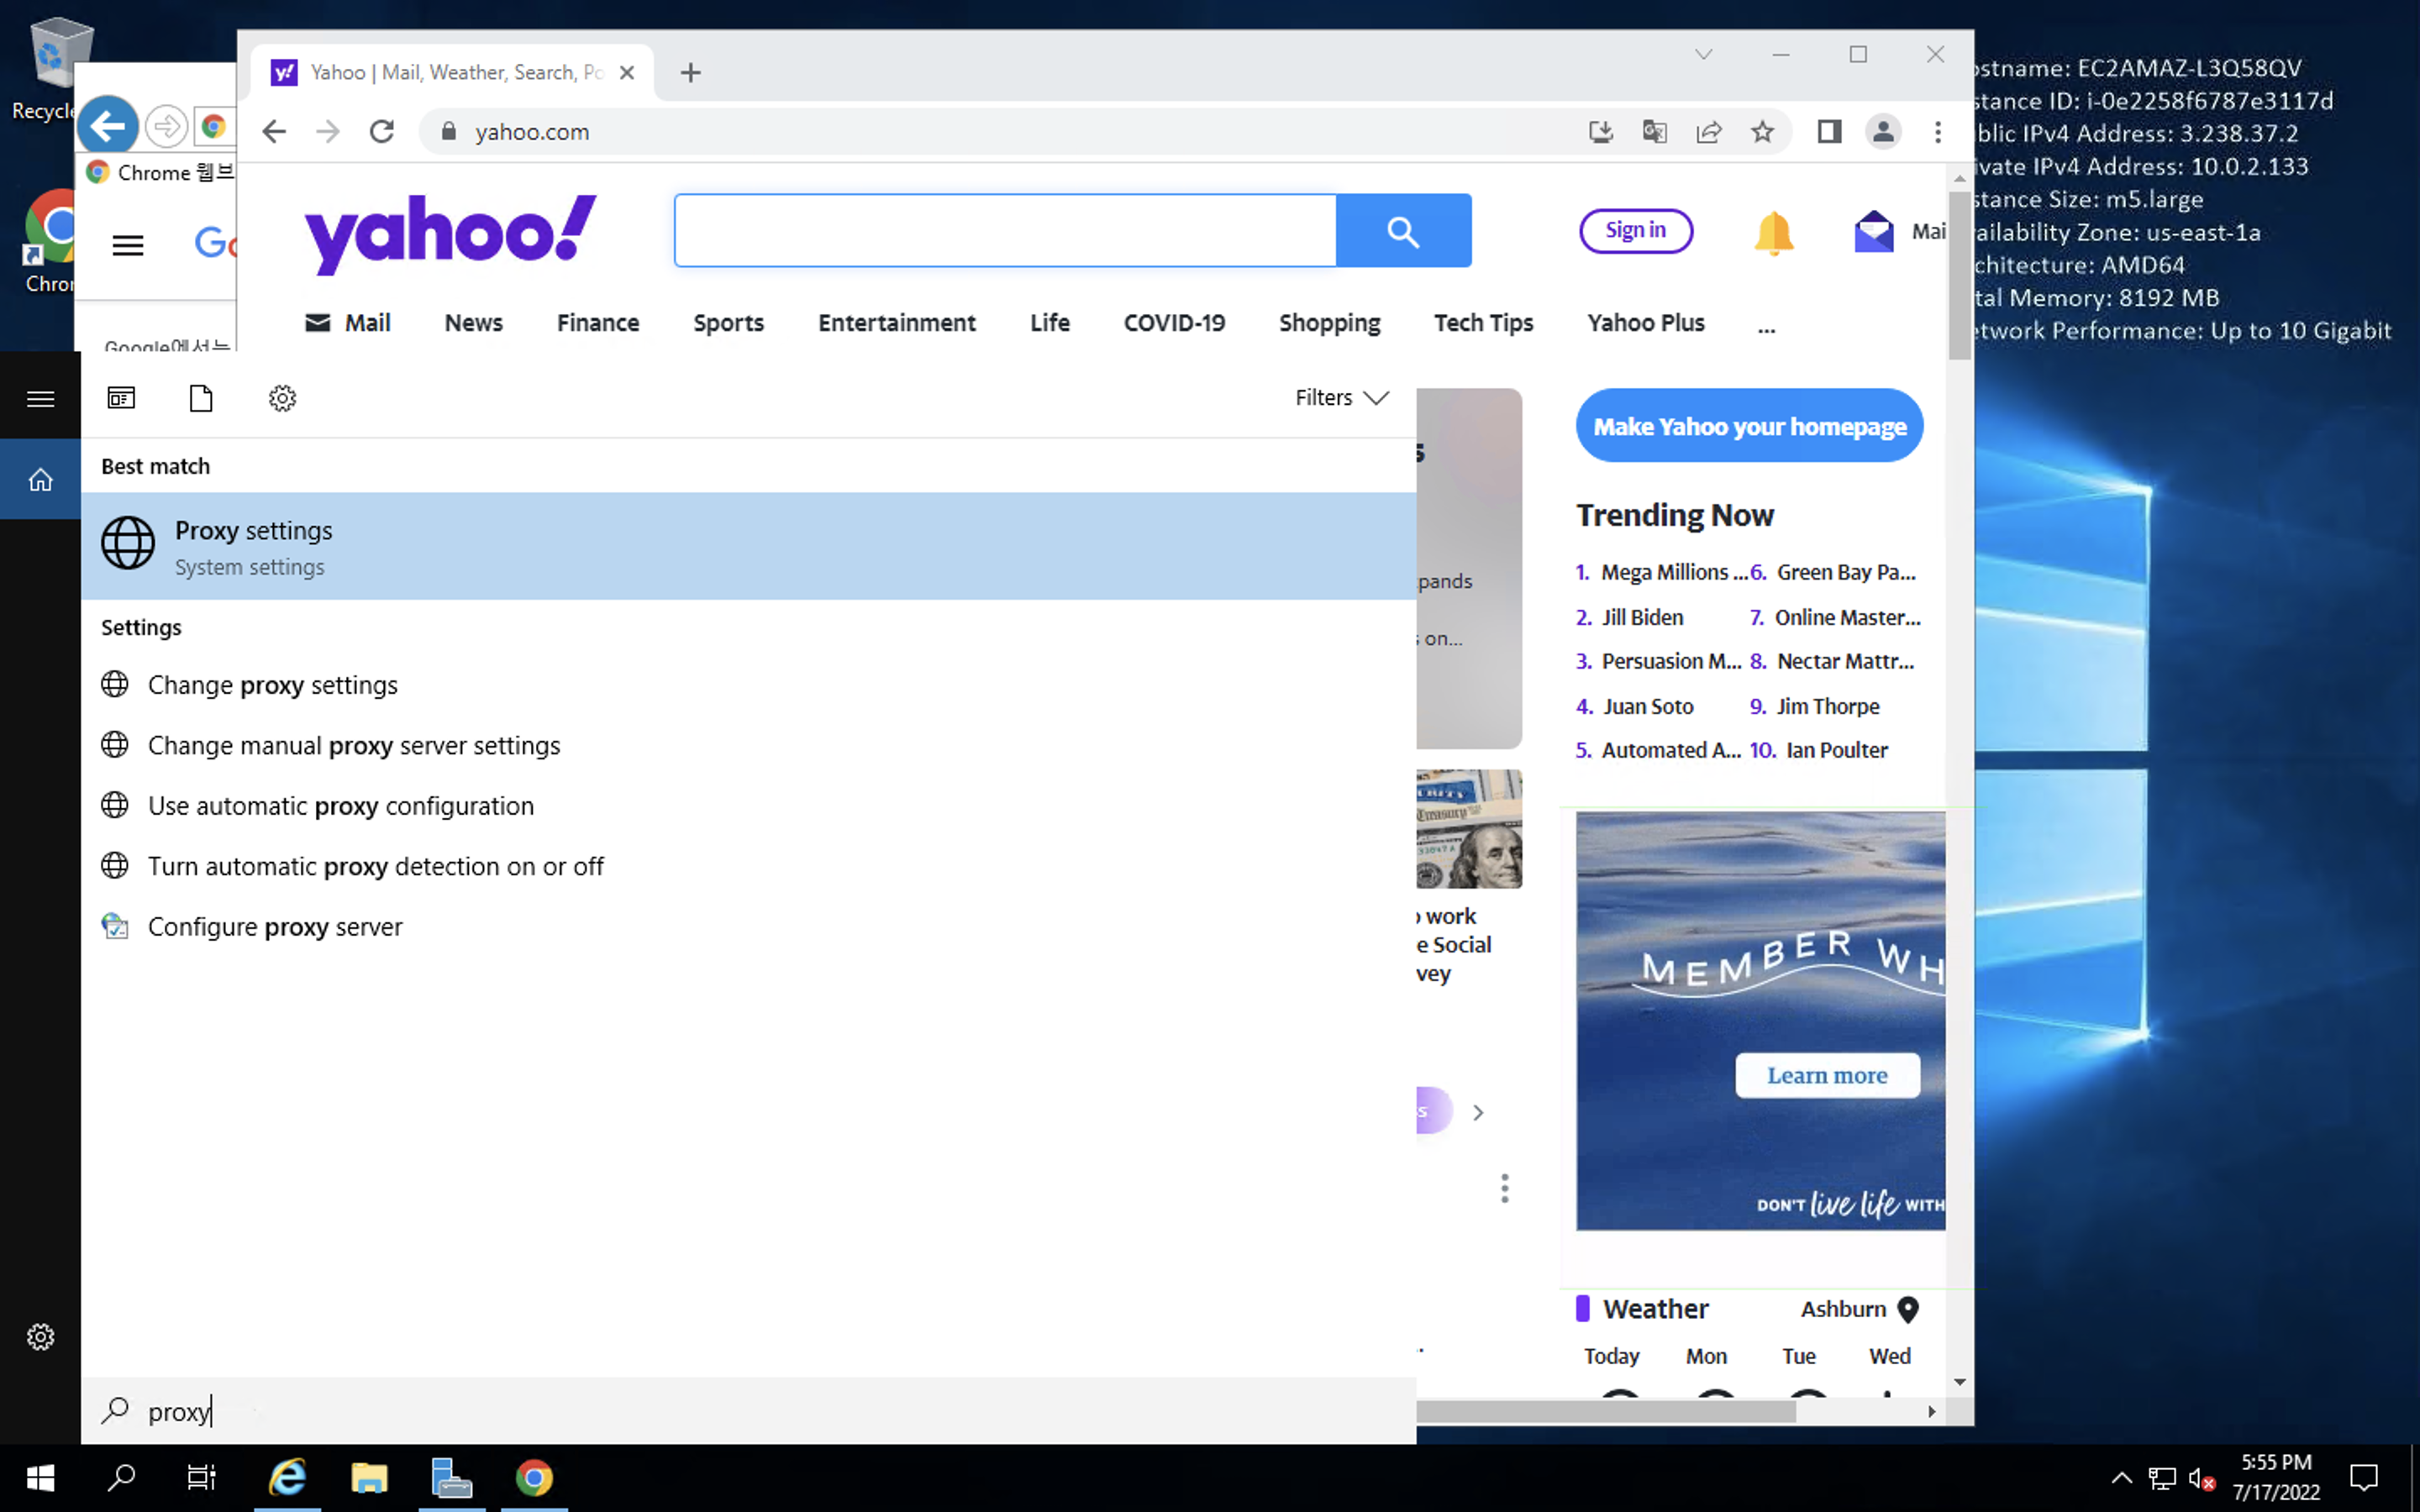 Recycle
Chror
Chrome 웹브
Go
Google에서는
Yahoo | Mail, Weather, Search, Po
yahoo.com
yahoo!
Sign in
Mai
Mail
News
Finance
Sports
Entertainment
Life
COVID-19
Shopping
Tech Tips
Yahoo Plus
...
ostname: EC2AMAZ-L3Q58QV
stance ID: i-0e2258f6787e3117d
blic IPv4 Address: 3.238.37.2
ivate IPv4 Address: 10.0.2.133
stance Size: m5.large
ailability Zone: us-east-1a
chitecture: AMD64
tal Memory: 8192 MB
etwork Performance: Up to 10 Gigabit
Filters
Best match
Proxy settings
System settings
Settings
Change proxy settings
Change manual proxy server settings
Use automatic proxy configuration
Turn automatic proxy detection on or off
Configure proxy server
proxy
s
pands
s on...
o work
e Social
vey
s
Make Yahoo your homepage
Trending Now
1. Mega Millions ...
2. Jill Biden
3. Persuasion M...
4. Juan Soto
5. Automated A...
6. Green Bay Pa...
7. Online Master...
8. Nectar Mattr...
9. Jim Thorpe
10. Ian Poulter
MEMBER WH
Learn more
DON'T live life WITH
Weather
Ashburn
Today Mon Tue Wed
5:55 PM
7/17/2022